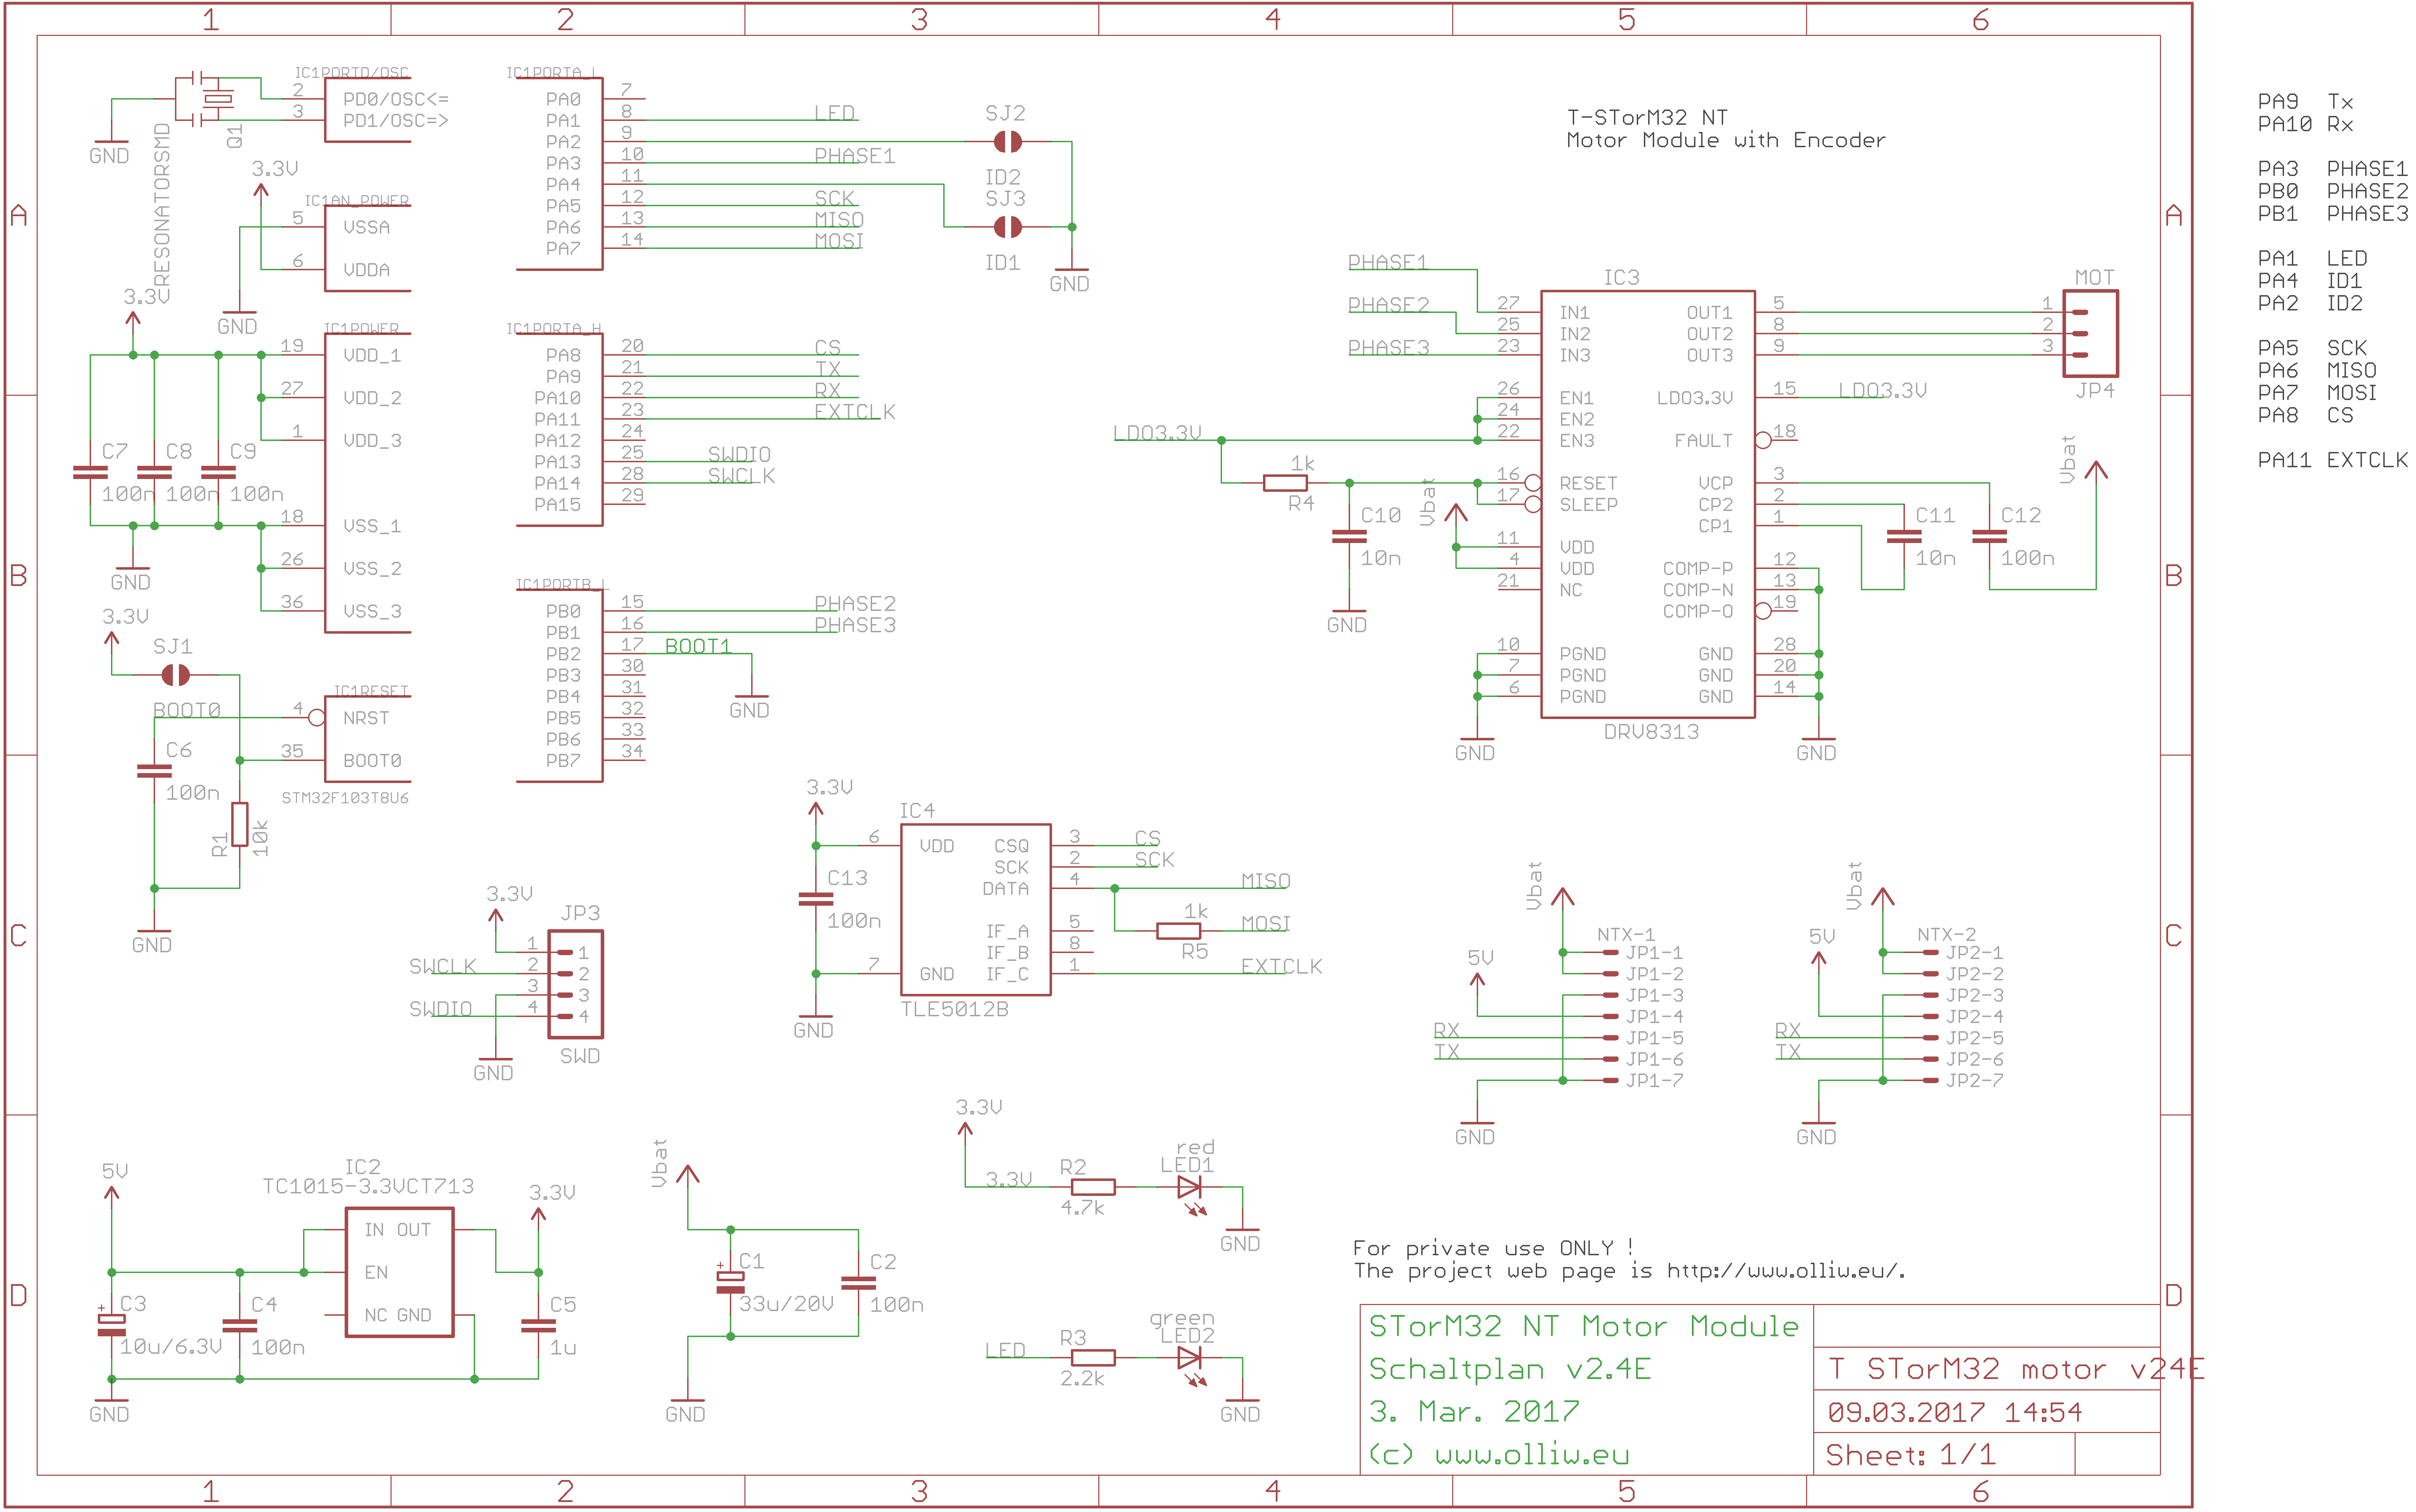 1 2 3 4 5 6
A
B
C
D
A
B
C
D
1 2 3 4 5 6
IC1PORTD/OSC
2 PD0/OSC<=
3 PD1/OSC=>
Q1
RESONATORSMD
GND
3.3V
IC1AN_POWER
5 VSSA
6 VDDA
GND
3.3V
IC1POWER
19 VDD_1
27 VDD_2
1 VDD_3
C7 C8 C9
100n 100n 100n
18 VSS_1
26 VSS_2
36 VSS_3
GND
3.3V
SJ1
IC1RESET
BOOT0
4 NRST
35 BOOT0
STM32F103T8U6
C6
100n
R1
10k
GND
IC1PORTA_L
PA0 7
PA1 8 LED
PA2 9
PA3 10 PHASE1
PA4 11
PA5 12 SCK
PA6 13 MISO
PA7 14 MOSI
SJ2
ID2
SJ3
ID1
GND
IC1PORTA_H
PA8 20 CS
PA9 21 TX
PA10 22 RX
PA11 23 EXTCLK
PA12 24
PA13 25 SWDIO
PA14 28 SWCLK
PA15 29
IC1PORTB_L
PB0 15 PHASE2
PB1 16 PHASE3
PB2 17 BOOT1
PB3 30
PB4 31
PB5 32
PB6 33
PB7 34
GND
T-STorM32 NT
Motor Module with Encoder
PHASE1
PHASE2
PHASE3
IC3
27 IN1 OUT1 5
25 IN2 OUT2 8
23 IN3 OUT3 9
26 EN1 LDO3.3V 15 LDO3.3V
24 EN2
22 EN3 FAULT 18
16 RESET VCP 3
17 SLEEP CP2 2
CP1 1
11 VDD
4 VDD COMP-P 12
21 NC COMP-N 13
COMP-O 19
10 PGND GND 28
7 PGND GND 20
6 PGND GND 14
DRV8313
GND
GND
LDO3.3V
1k
R4
C10
10n
GND
Vbat
MOT
1
2
3
JP4
Vbat
C11
10n
C12
100n
PA9 Tx
PA10 Rx
PA3 PHASE1
PB0 PHASE2
PB1 PHASE3
PA1 LED
PA4 ID1
PA2 ID2
PA5 SCK
PA6 MISO
PA7 MOSI
PA8 CS
PA11 EXTCLK
3.3V
IC4
6 VDD CSQ 3 CS
SCK 2 SCK
DATA 4 MISO
IF_A 5 MOSI
IF_B 8
7 GND IF_C 1 EXTCLK
TLE5012B
C13
100n
GND
1k
R5
3.3V
JP3
1 1
SWCLK 2 2
3 3
SWDIO 4 4
SWD
GND
Vbat
NTX-1
5V
JP1-1
JP1-2
JP1-3
JP1-4
RX JP1-5
TX JP1-6
JP1-7
GND
Vbat
NTX-2
5V
JP2-1
JP2-2
JP2-3
JP2-4
RX JP2-5
TX JP2-6
JP2-7
GND
5V
IC2
TC1015-3.3VCT713
3.3V
IN OUT
EN
NC GND
C3
10u/6.3V
C4
100n
C5
1u
GND
Vbat
C1
33u/20V
C2
100n
GND
3.3V
3.3V
R2
4.7k
red
LED1
GND
LED
R3
2.2k
green
LED2
GND
For private use ONLY !
The project web page is http://www.olliw.eu/.
STorM32 NT Motor Module
Schaltplan v2.4E
3. Mar. 2017
(c) www.olliw.eu
T STorM32 motor v24E
09.03.2017 14:54
Sheet: 1/1